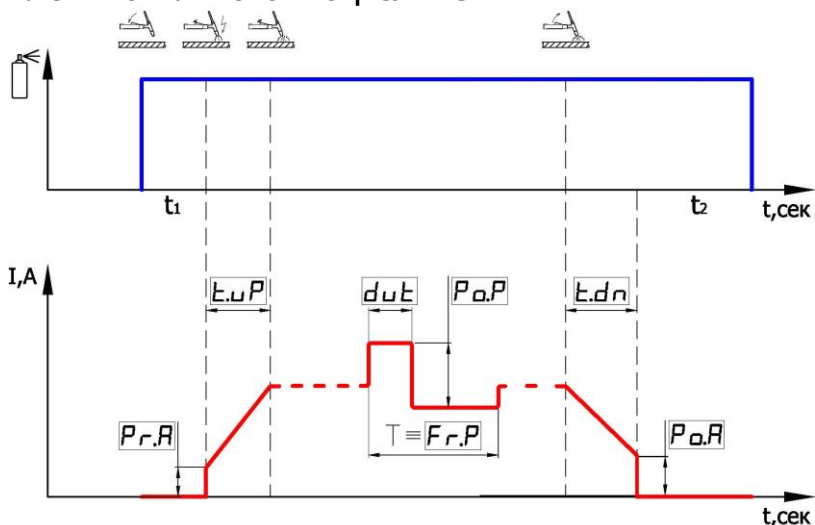 t1
t2
t,сек
I,A
t.uP
dut
Po.P
t.dn
Pr.A
T ≡ Fr.P
Po.A
t,сек